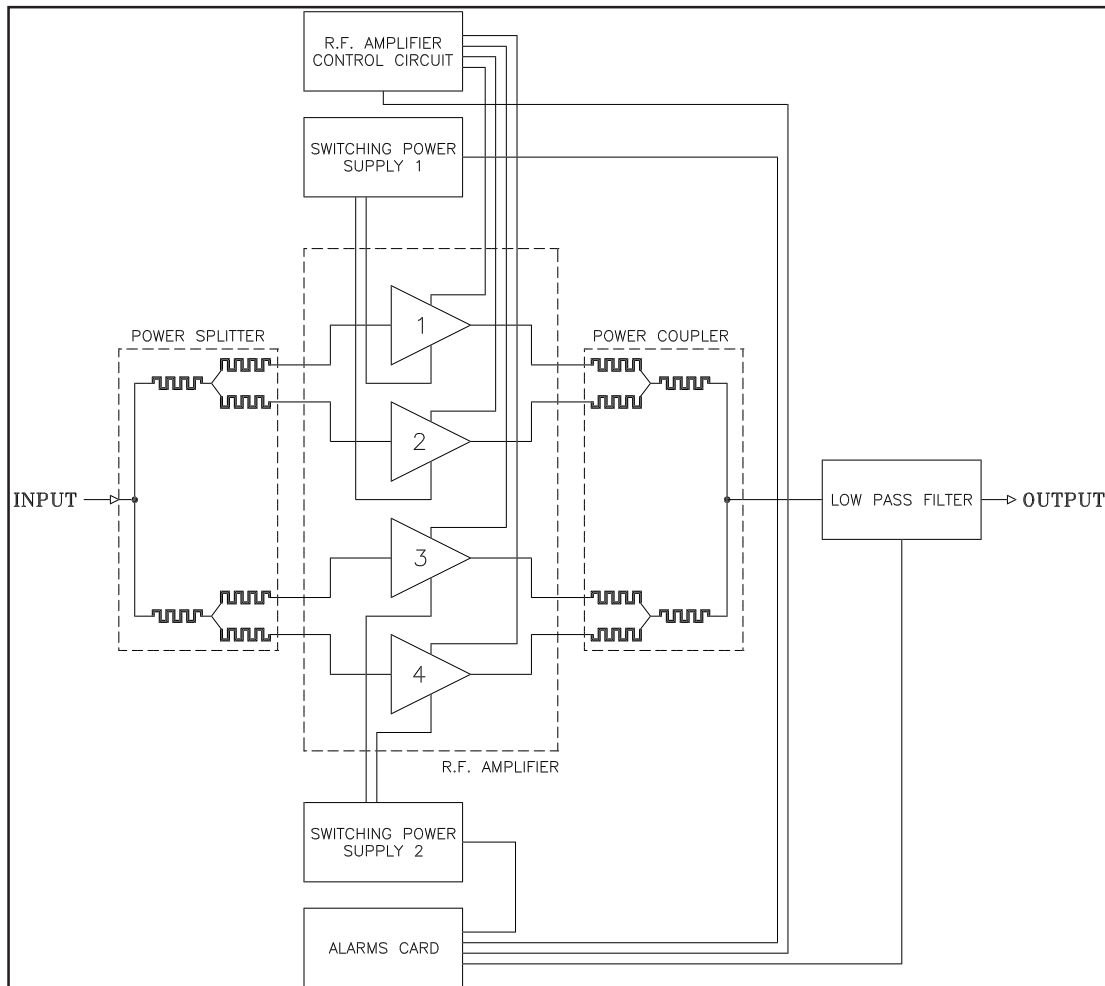 R.F. AMPLIFIER
CONTROL CIRCUIT
SWITCHING POWER
SUPPLY 1
POWER SPLITTER
1
POWER COUPLER
2
INPUT
LOW PASS FILTER
OUTPUT
3
4
R.F. AMPLIFIER
SWITCHING POWER
SUPPLY 2
ALARMS CARD